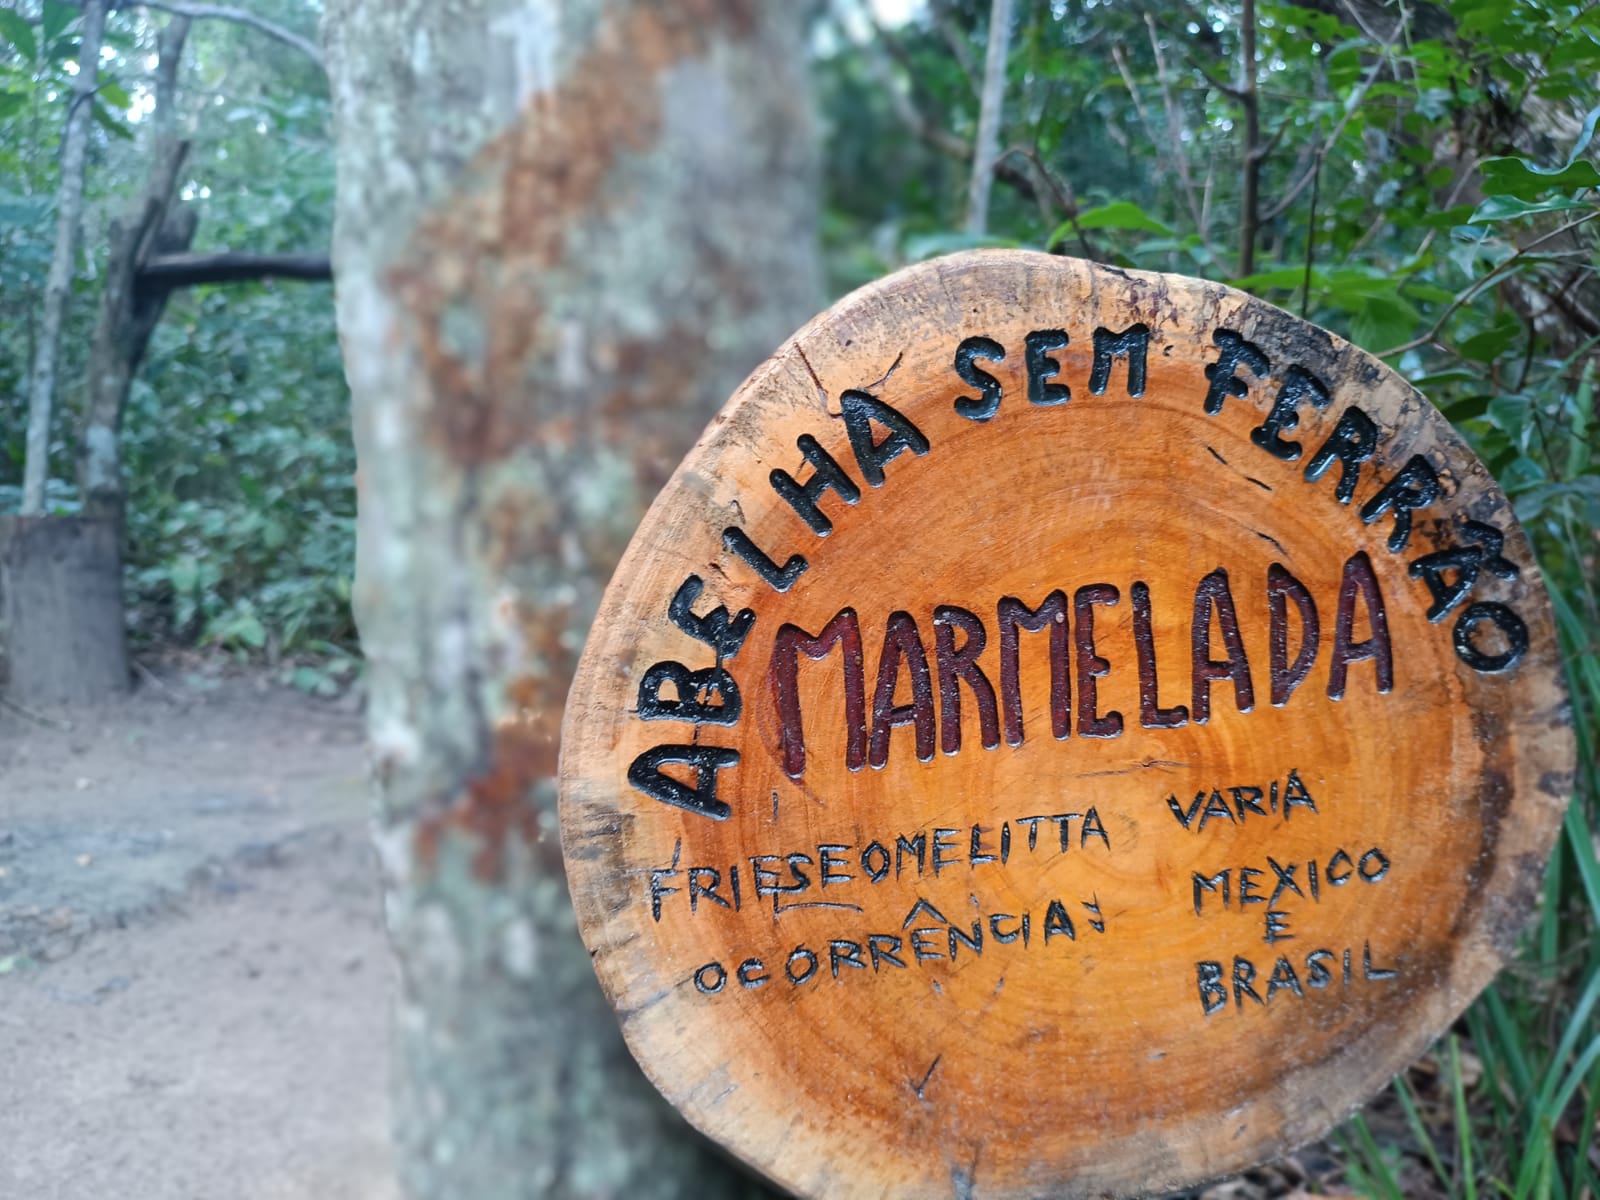 ABELHA SEM FERRÃO
MARMELADA
FRIESEOMELITTA VARIA
OCORRÊNCIA: MEXICO
E
BRASIL